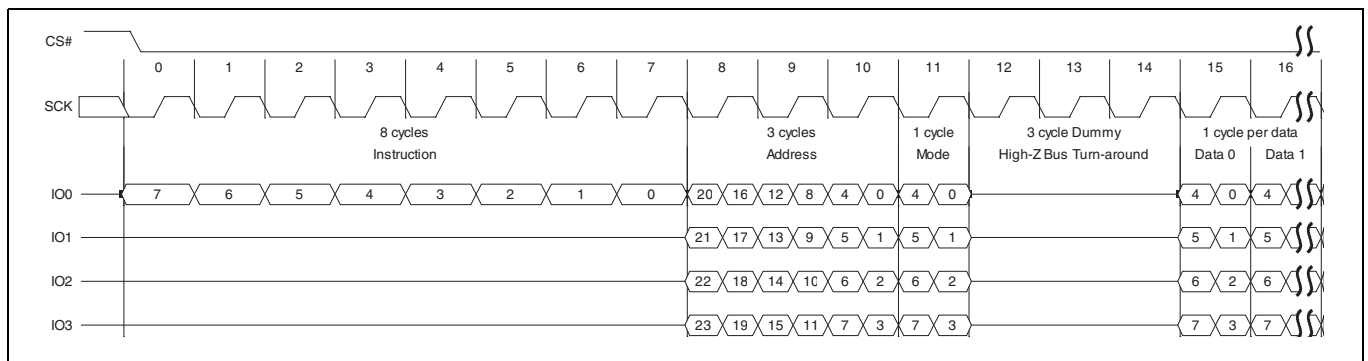 CS#
0 1 2 3 4 5 6 7 8 9 10 11 12 13 14 15 16
SCK
8 cycles 3 cycles 1 cycle 3 cycle Dummy 1 cycle per data
Instruction Address Mode High-Z Bus Turn-around Data 0 Data 1
IO0 7 6 5 4 3 2 1 0 20 16 12 8 4 0 4 0 4 0 4
IO1 21 17 13 9 5 1 5 1 5 1 5
IO2 22 18 14 10 6 2 6 2 6 2 6
IO3 23 19 15 11 7 3 7 3 7 3 7